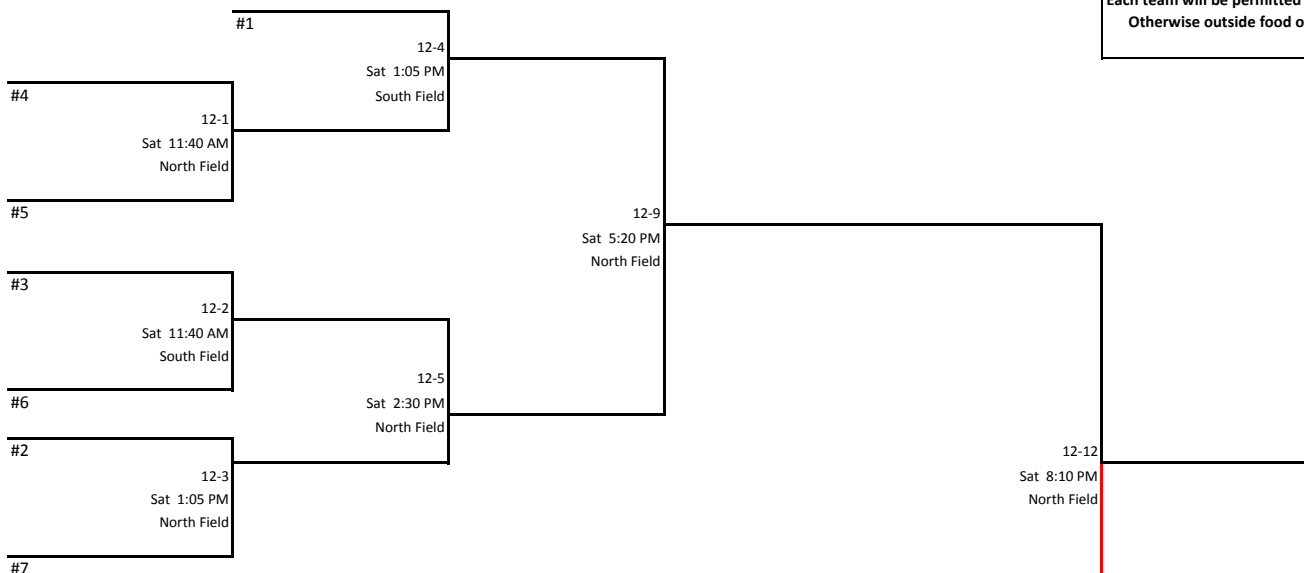 Each team will be permitted
Otherwise outside food o
#1
12-4
Sat 1:05 PM
South Field
#4
12-1
Sat 11:40 AM
North Field
#5
12-9
Sat 5:20 PM
North Field
#3
12-2
Sat 11:40 AM
South Field
#6
12-5
Sat 2:30 PM
North Field
#2
12-3
Sat 1:05 PM
North Field
#7
12-12
Sat 8:10 PM
North Field